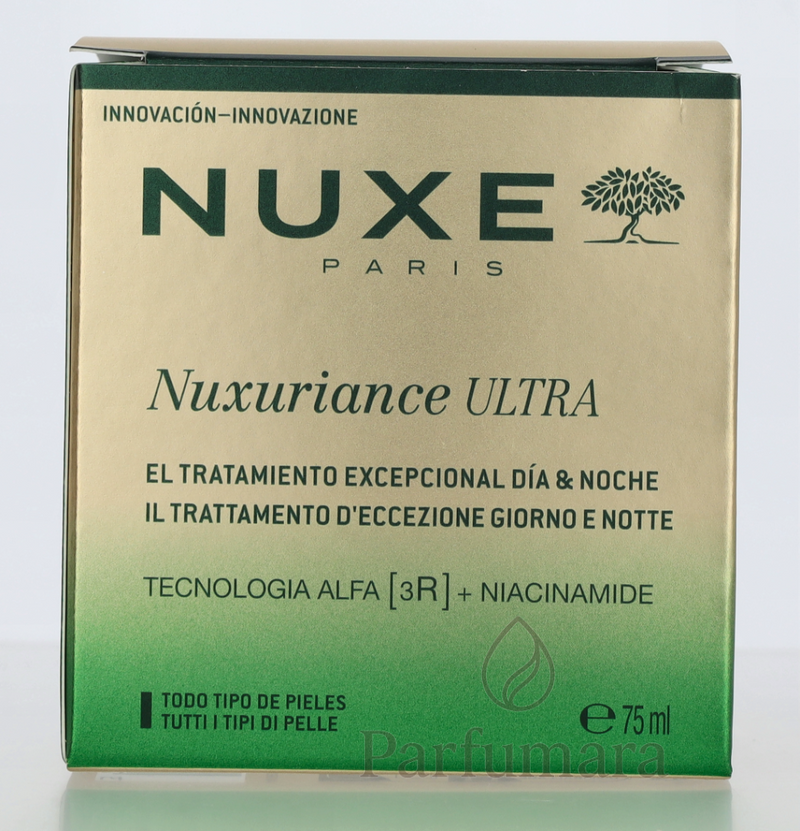 INNOVACIÓN–INNOVAZIONE
NUXE
PARIS
Nuxuriance ULTRA
EL TRATAMIENTO EXCEPCIONAL DÍA & NOCHE
IL TRATTAMENTO D'ECCEZIONE GIORNO E NOTTE
TECNOLOGIA ALFA [3R] + NIACINAMIDE
TODO TIPO DE PIELES
TUTTI I TIPI DI PELLE
℮ 75 ml
Parfumara